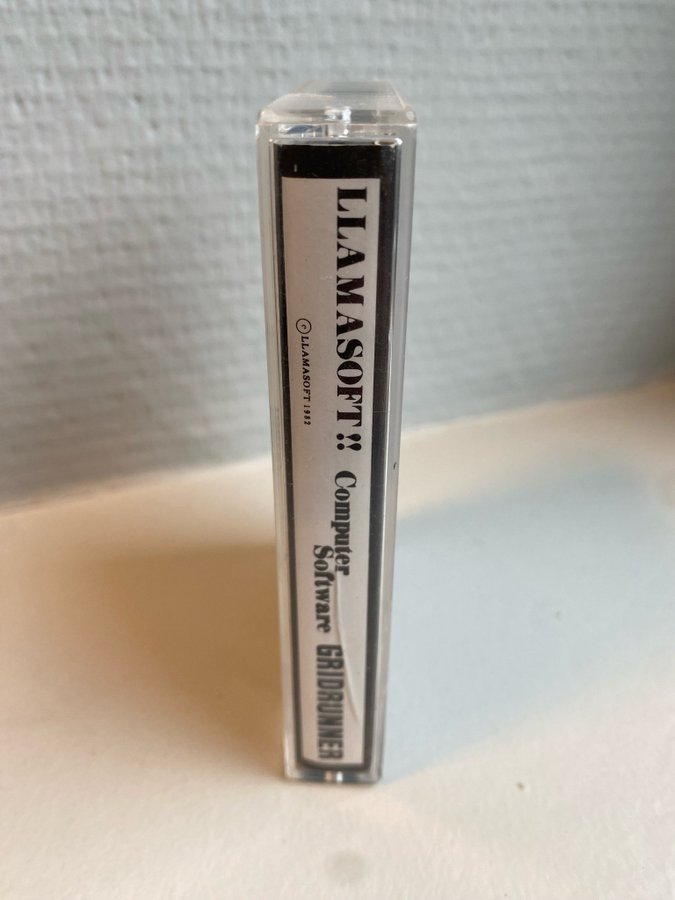 LLAMASOFT!!
Computer
Software
GRIDRUNNER
©LLAMASOFT 1982